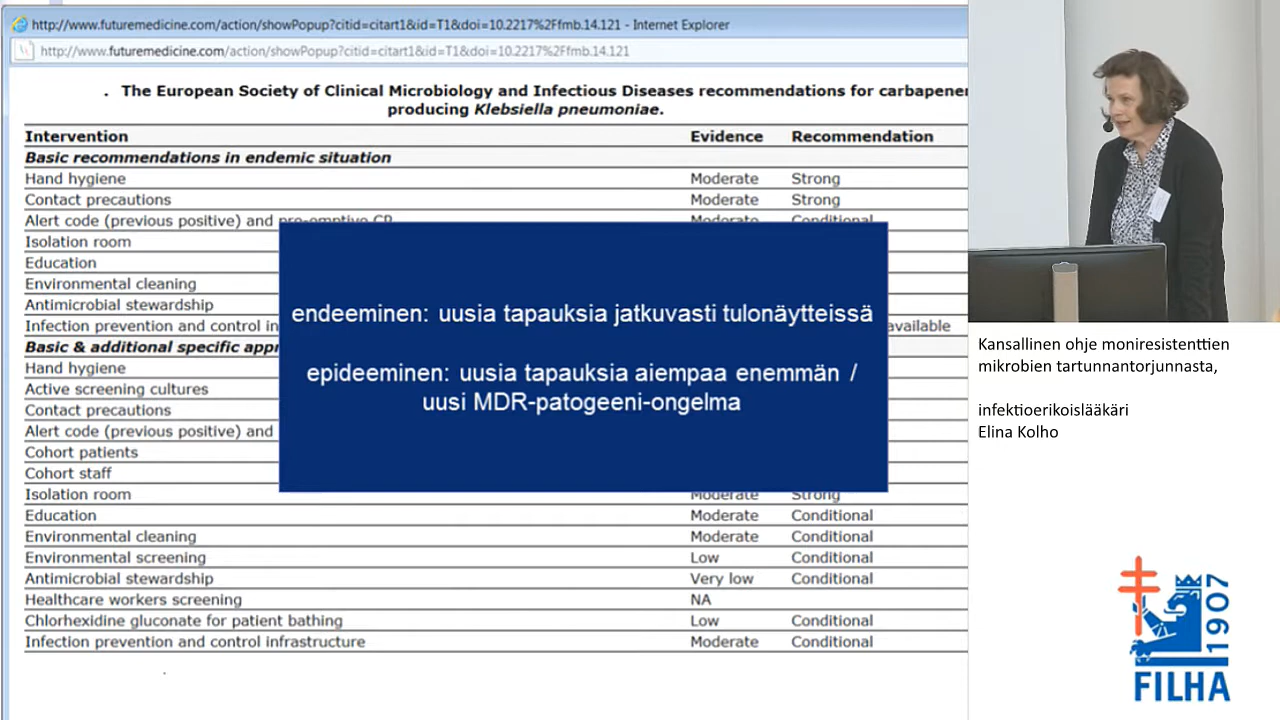 http://www.futuremedicine.com/action/showPopup?citid=citart1&id=T1&doi=10.2217%2Ffmb.14.121 - Internet Explorer
http://www.futuremedicine.com/action/showPopup?citid=citart1&id=T1&doi=10.2217%2Ffmb.14.121
. The European Society of Clinical Microbiology and Infectious Diseases recommendations for carbapener
producing Klebsiella pneumoniae.
Intervention Evidence Recommendation
Basic recommendations in endemic situation
Hand hygiene Moderate Strong
Contact precautions Moderate Strong
Alert code (previous positive) and pre-emptive CP Moderate Conditional
Isolation room
Education
Environmental cleaning
Antimicrobial stewardship
Infection prevention and control in available
Basic & additional specific appr
Hand hygiene
Active screening cultures
Contact precautions
Alert code (previous positive) and
Cohort patients
Cohort staff
Isolation room Moderate Strong
Education Moderate Conditional
Environmental cleaning Moderate Conditional
Environmental screening Low Conditional
Antimicrobial stewardship Very low Conditional
Healthcare workers screening NA
Chlorhexidine gluconate for patient bathing Low Conditional
Infection prevention and control infrastructure Moderate Conditional
endeeminen: uusia tapauksia jatkuvasti tulonäytteissä
epideeminen: uusia tapauksia aiempaa enemmän /
uusi MDR-patogeeni-ongelma
Kansallinen ohje moniresistenttien
mikrobien tartunnantorjunnasta,
infektioerikoislääkäri
Elina Kolho
1907
FILHA